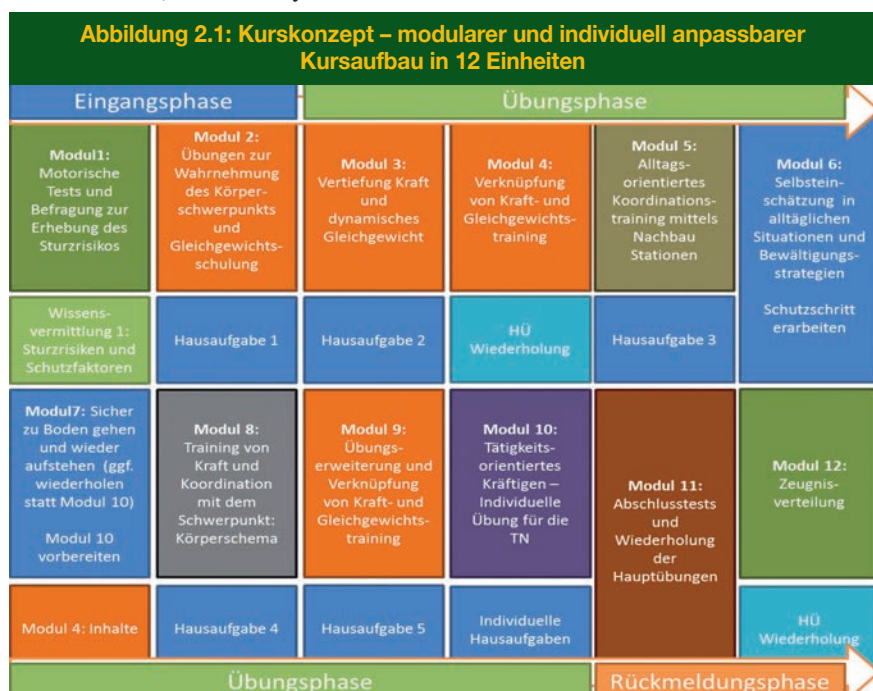 Abbildung 2.1: Kurskonzept – modularer und individuell anpassbarer
Kursaufbau in 12 Einheiten
Eingangsphase
Übungsphase
Modul1:
Motorische
Tests und
Befragung zur
Erhebung des
Sturzrisikos
Modul 2:
Übungen zur
Wahrnehmung
des Körper-
schwerpunkts
und
Gleichgewichts-
schulung
Modul 3:
Vertiefung Kraft
und
dynamisches
Gleichgewicht
Modul 4:
Verknüpfung
von Kraft- und
Gleichgewichts-
training
Modul 5:
Alltags-
orientiertes
Koordinations-
training mittels
Nachbau
Stationen
Modul 6:
Selbstein-
schätzung in
alltäglichen
Situationen und
Bewältigungs-
strategien
Schutzschritt
erarbeiten
Wissens-
vermittlung 1:
Sturzrisiken und
Schutzfaktoren
Hausaufgabe 1
Hausaufgabe 2
HÜ
Wiederholung
Hausaufgabe 3
Modul7: Sicher
zu Boden gehen
und wieder
aufstehen (ggf.
wiederholen
statt Modul 10)
Modul 10
vorbereiten
Modul 8:
Training von
Kraft und
Koordination
mit dem
Schwerpunkt:
Körperschema
Modul 9:
Übungs-
erweiterung und
Verknüpfung
von Kraft- und
Gleichgewichts-
training
Modul 10:
Tätigkeits-
orientiertes
Kräftigen –
Individuelle
Übung für die
TN
Modul 11:
Abschlusstests
und
Wiederholung
der
Hauptübungen
Modul 12:
Zeugnis-
verteilung
Modul 4: Inhalte
Hausaufgabe 4
Hausaufgabe 5
Individuelle
Hausaufgaben
HÜ
Wiederholung
Übungsphase
Rückmeldungsphase